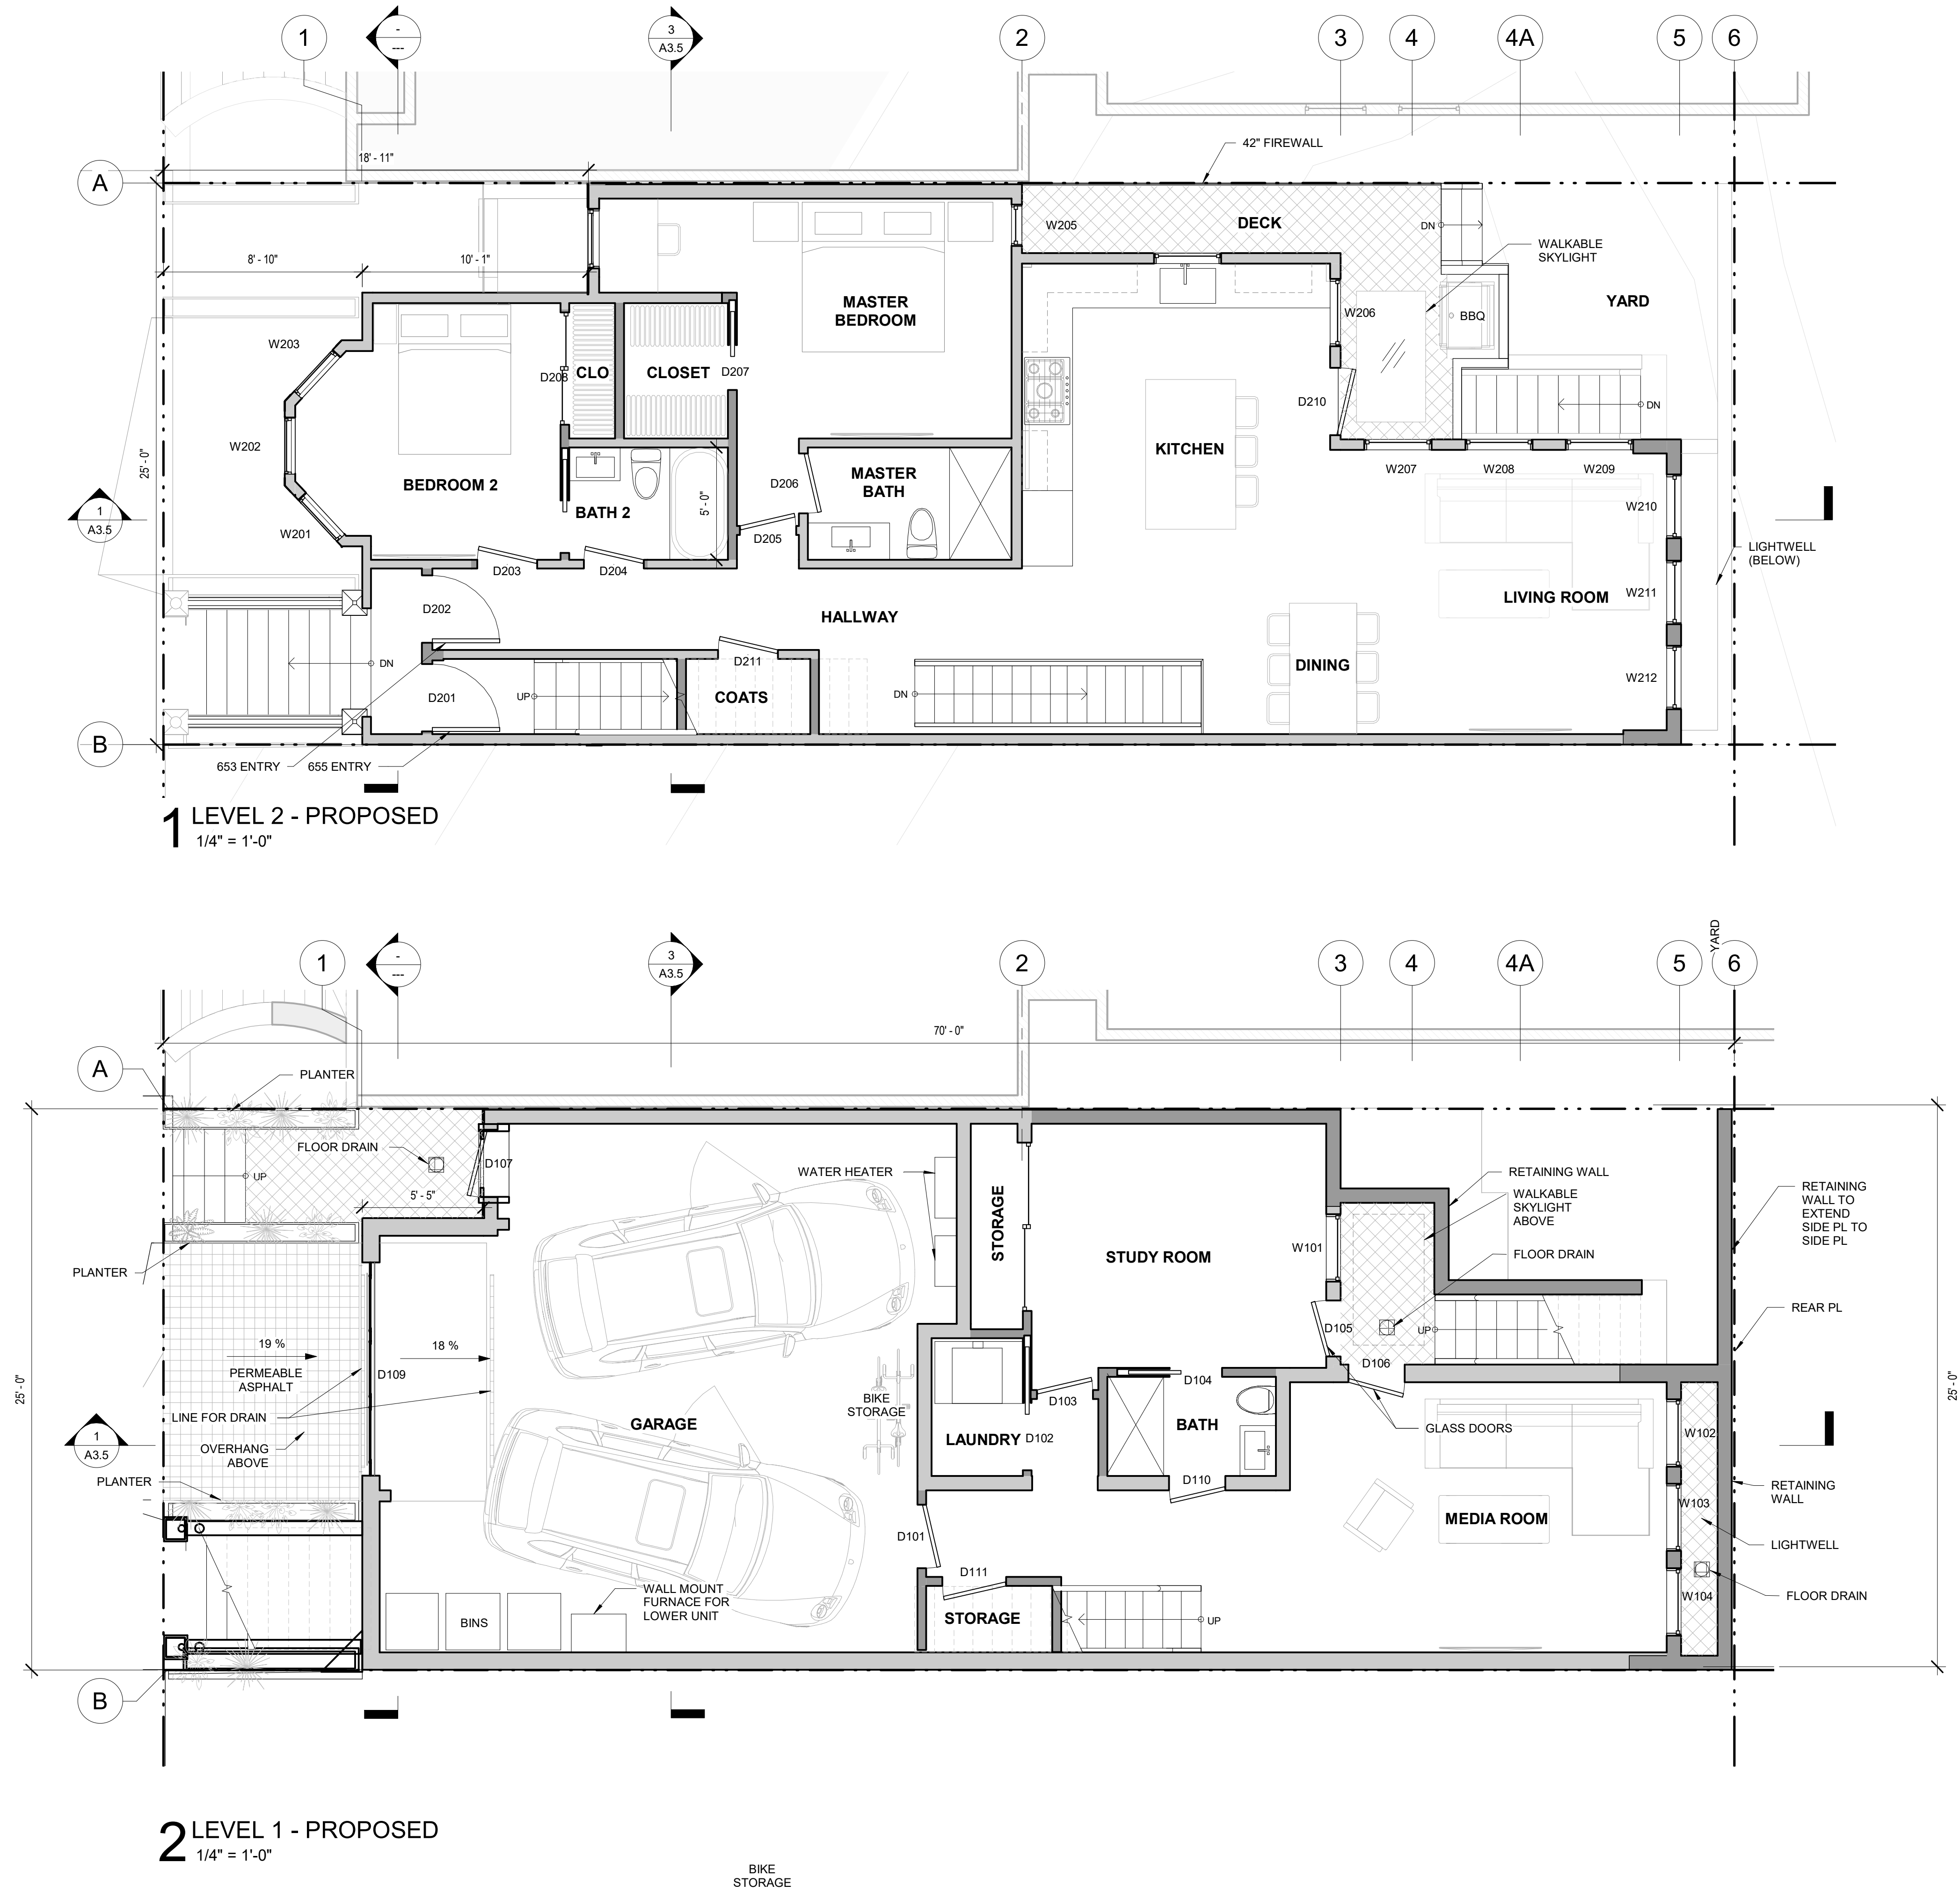 1
-
---
3
A3.5
2
3
4
4A
5
6
42" FIREWALL
18' - 11"
A
W205
DECK
DN
WALKABLE
SKYLIGHT
8' - 10"
10' - 1"
MASTER
BEDROOM
YARD
W206
BBQ
W203
D208
CLO
CLOSET
D207
D210
DN
W202
25' - 0"
KITCHEN
BEDROOM 2
MASTER
BATH
D206
W207
W208
W209
5' - 0"
BATH 2
W210
1
A3.5
W201
D205
LIGHTWELL
(BELOW)
D203
D204
D202
HALLWAY
LIVING ROOM
W211
DN
D211
DINING
W212
D201
UP
COATS
DN
B
653 ENTRY
655 ENTRY
1
LEVEL 2 - PROPOSED
1/4" = 1'-0"
YARD
1
-
---
3
A3.5
2
3
4
4A
5
6
70' - 0"
A
PLANTER
FLOOR DRAIN
D107
UP
5' - 5"
WATER HEATER
STORAGE
RETAINING WALL
WALKABLE
SKYLIGHT
ABOVE
RETAINING
WALL TO
EXTEND
SIDE PL TO
SIDE PL
STUDY ROOM
W101
FLOOR DRAIN
PLANTER
REAR PL
19 %
18 %
D105
UP
PERMEABLE
ASPHALT
D109
D106
D104
25' - 0"
25' - 0"
LINE FOR DRAIN
GARAGE
BIKE
STORAGE
D103
BATH
GLASS DOORS
W102
1
A3.5
OVERHANG
ABOVE
LAUNDRY
D102
PLANTER
D110
RETAINING
WALL
W103
MEDIA ROOM
D101
LIGHTWELL
D111
WALL MOUNT
FURNACE FOR
LOWER UNIT
BINS
STORAGE
UP
W104
FLOOR DRAIN
B
2
LEVEL 1 - PROPOSED
1/4" = 1'-0"
BIKE
STORAGE